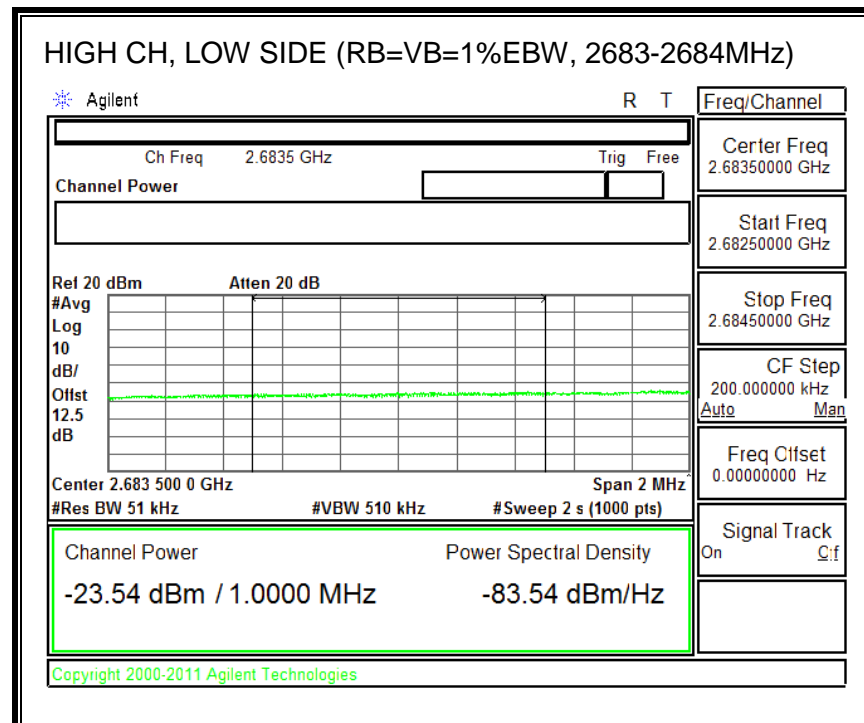 HIGH CH, LOW SIDE (RB=VB=1%EBW, 2683-2684MHz)
Agilent R T
Freq/Channel
Ch Freq 2.6835 GHz Trig Free
Channel Power
Center Freq
2.68350000 GHz
Start Freq
2.68250000 GHz
Stop Freq
2.68450000 GHz
CF Step
200.000000 kHz
Auto Man
Freq Offset
0.00000000 Hz
Signal Track
On Off
Ref 20 dBm Atten 20 dB
#Avg
Log
10
dB/
Offst
12.5
dB
Center 2.683 500 0 GHz Span 2 MHz^
#Res BW 51 kHz #VBW 510 kHz #Sweep 2 s (1000 pts)
Channel Power Power Spectral Density
-23.54 dBm / 1.0000 MHz -83.54 dBm/Hz
Copyright 2000-2011 Agilent Technologies